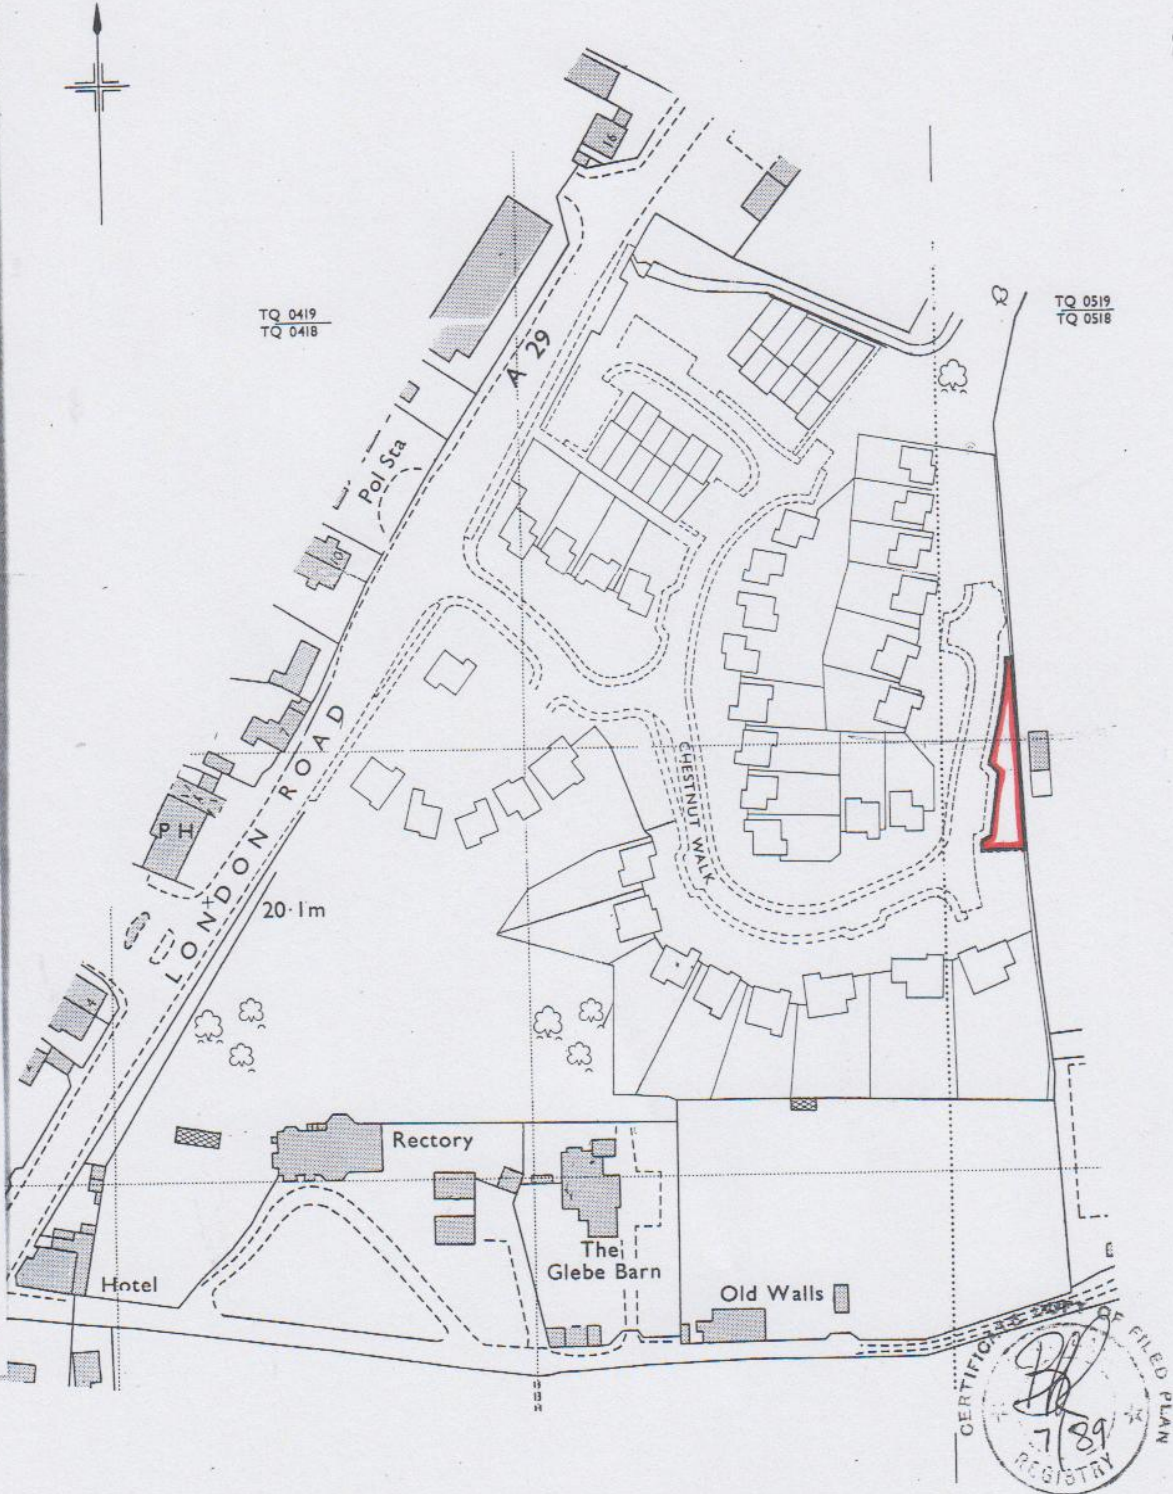 16
TQ 0419
TQ 0418
TQ 0519
TQ 0518
A 29
Pol Sta
LONDON ROAD
PH
CHESTNUT WALK
20·1m
Rectory
The
Glebe Barn
Old Walls
Hotel
CERTIFICATE OF FILED PLAN
7/89
REGISTRY